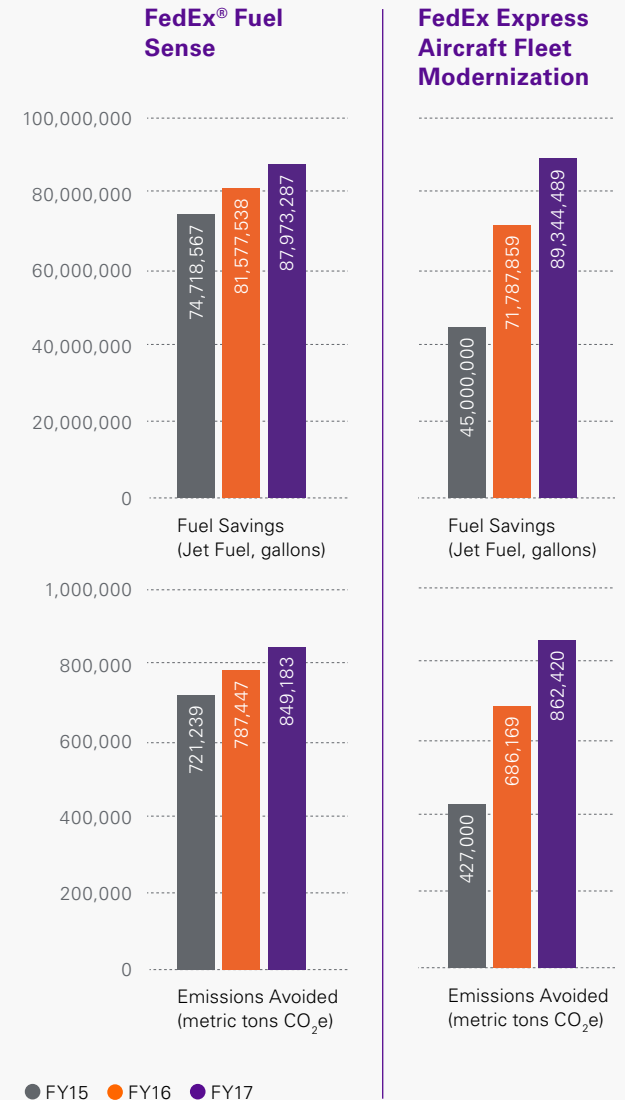 FedEx® Fuel
Sense
100,000,000
80,000,000
60,000,000
40,000,000
20,000,000
0
74,718,567
81,577,538
87,973,287
Fuel Savings
(Jet Fuel, gallons)
1,000,000
800,000
600,000
400,000
200,000
0
721,239
787,447
849,183
Emissions Avoided
(metric tons CO₂e)
FedEx Express
Aircraft Fleet
Modernization
45,000,000
71,787,859
89,344,489
Fuel Savings
(Jet Fuel, gallons)
427,000
686,169
862,420
Emissions Avoided
(metric tons CO₂e)
FY15 FY16 FY17